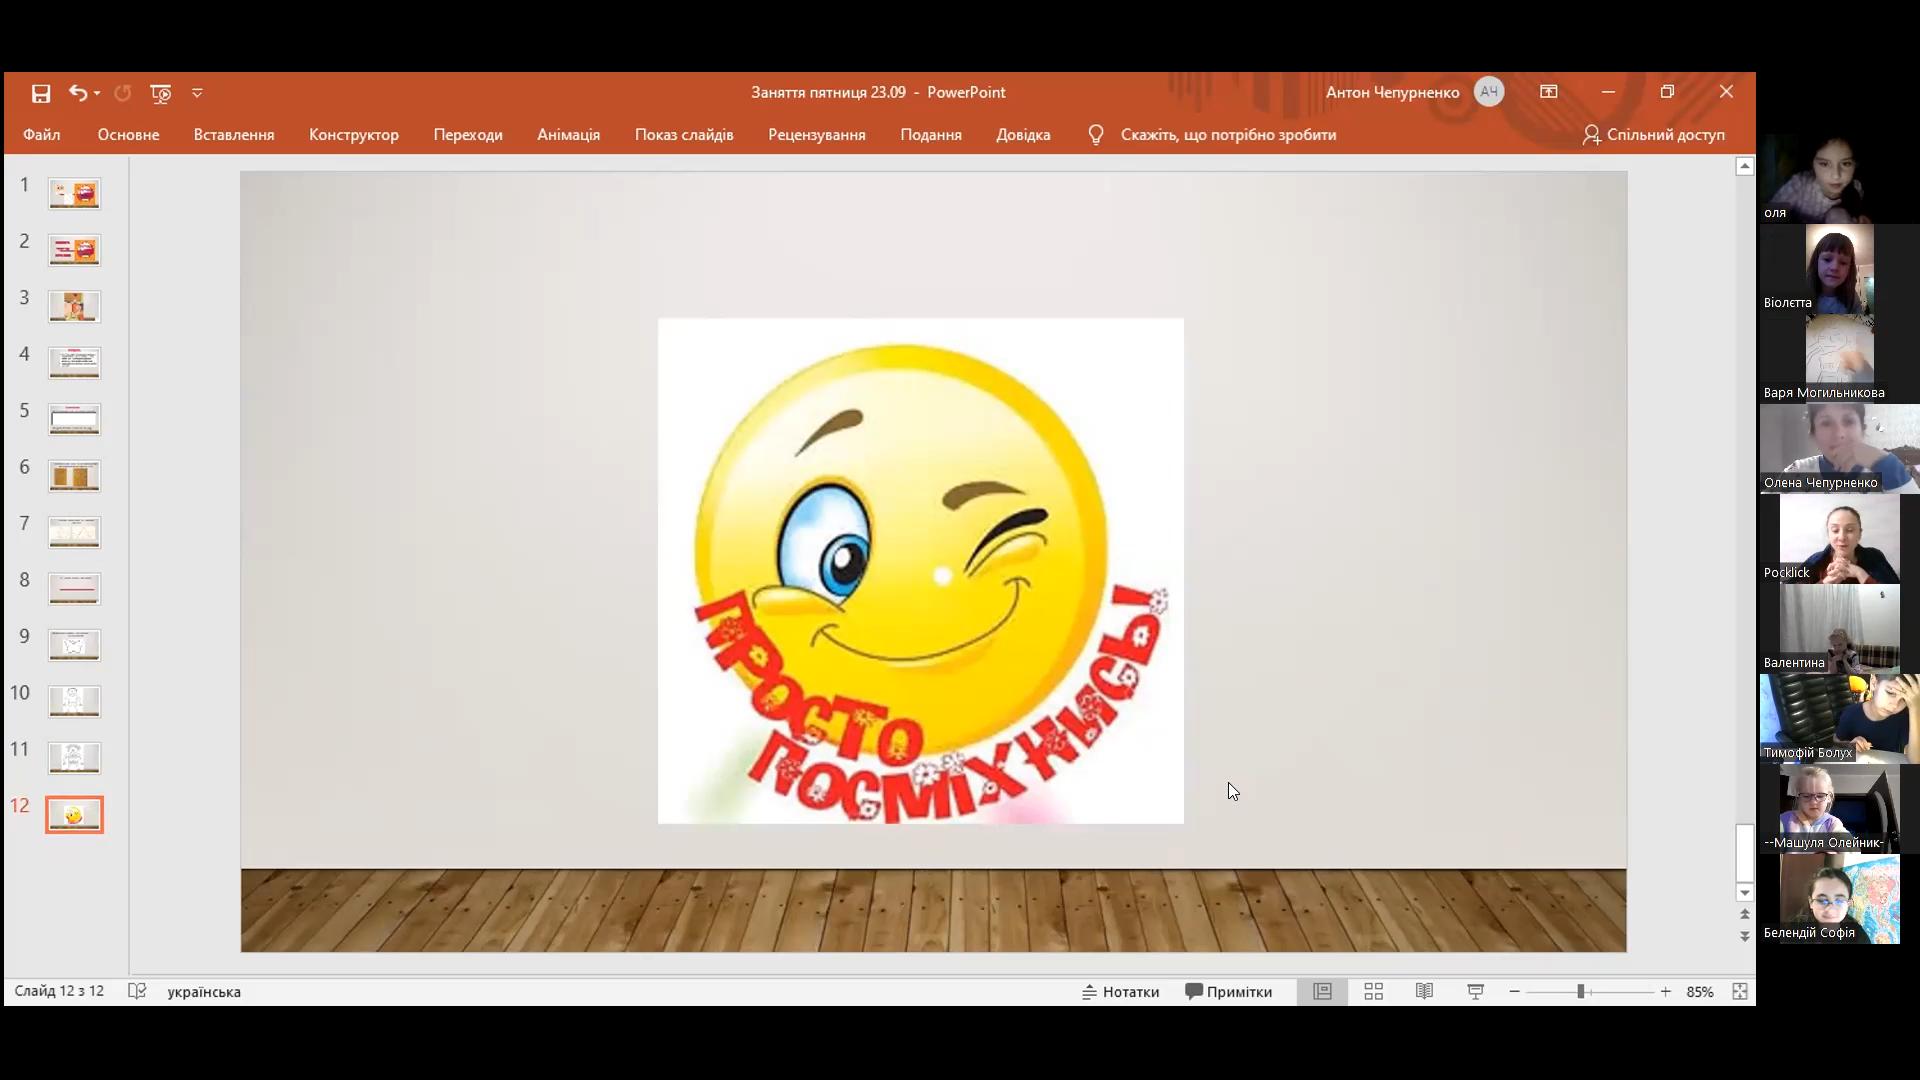 Заняття пятниця 23.09 - PowerPoint
Антон Чепурненко
АЧ
Файл
Основне
Вставлення
Конструктор
Переходи
Анімація
Показ слайдів
Рецензування
Подання
Довідка
Скажіть, що потрібно зробити
Спільний доступ
1
2
3
4
5
6
7
8
9
10
11
12
ПРОСТО
ПОСМІХНИСЬ!
оля
Віолєтта
Варя Могильникова
Олена Чепурненко
Pocklick
Валентина
Тимофій Болух
--Машуля Олейник-
Белендій Софія
Слайд 12 з 12
українська
Нотатки
Примітки
85%